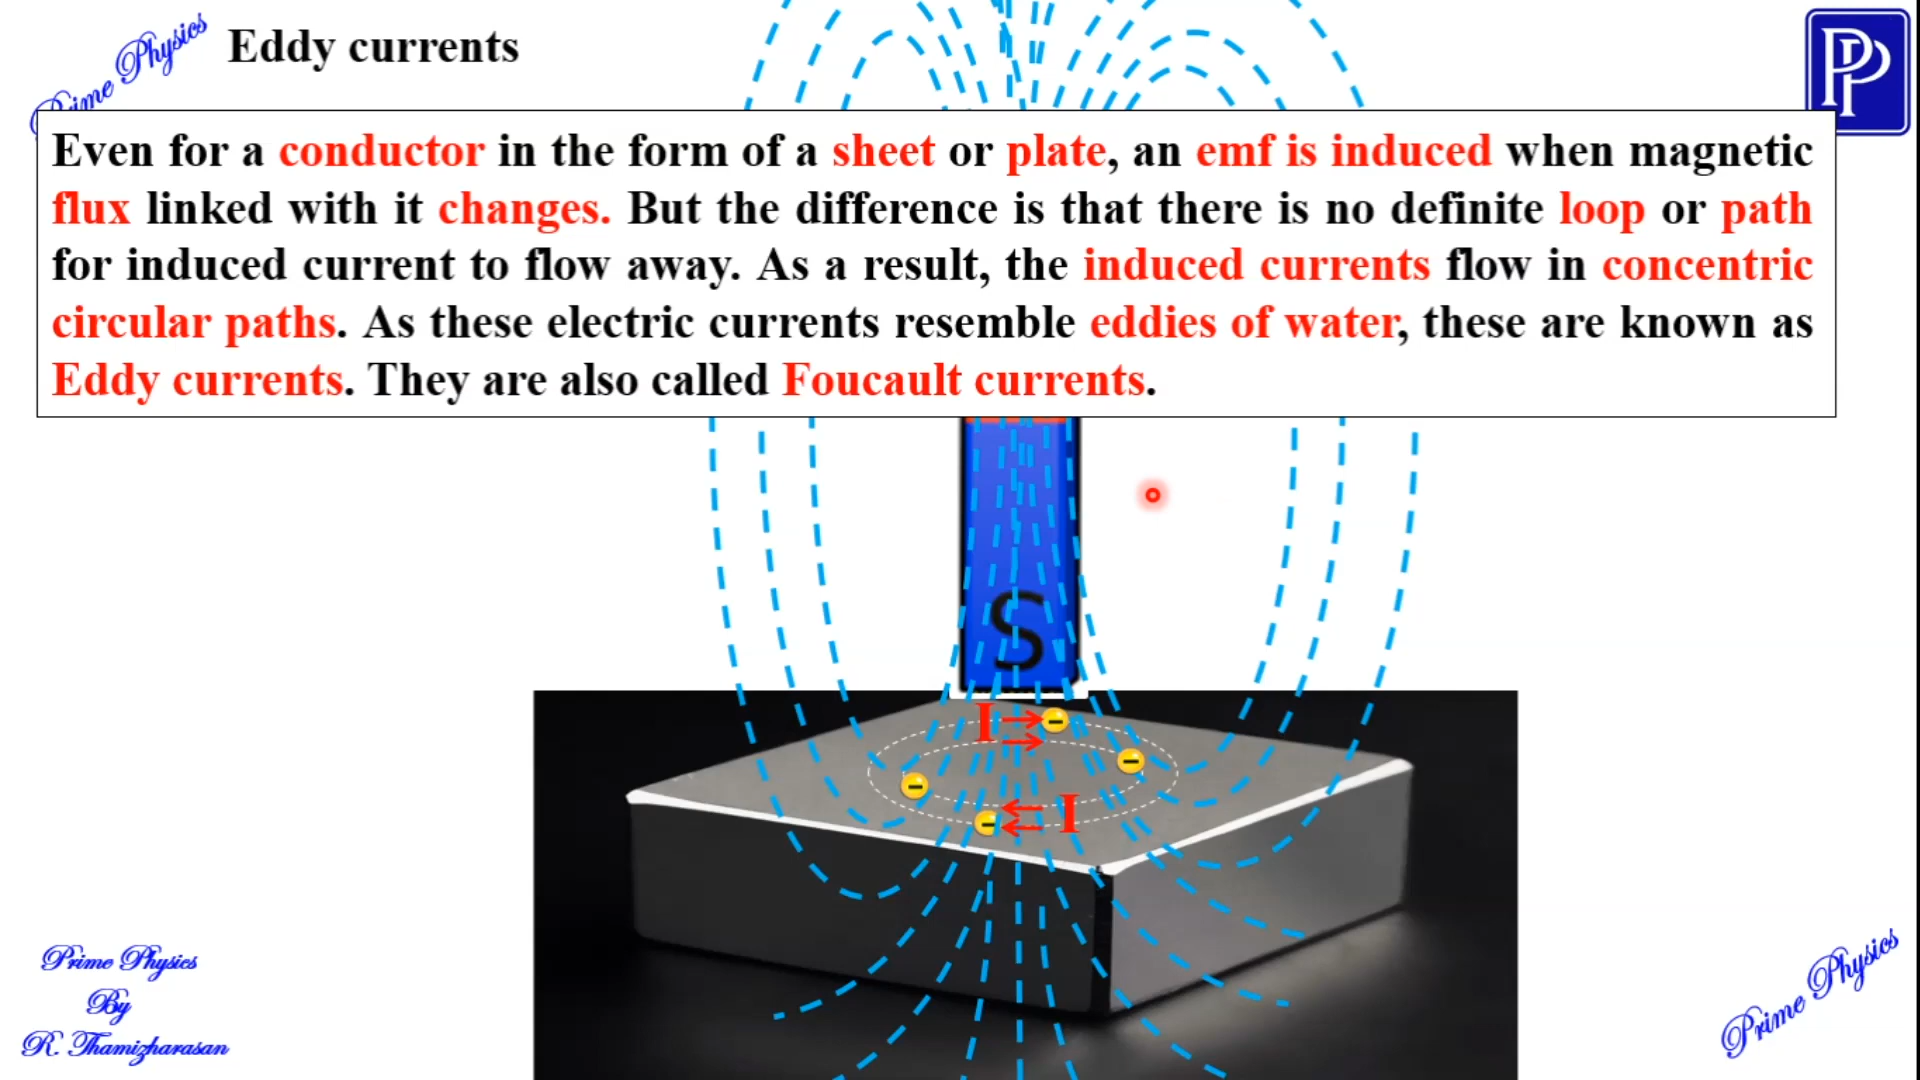 Prime Physics
Eddy currents
PP
Even for a conductor in the form of a sheet or plate, an emf is induced when magnetic
flux linked with it changes. But the difference is that there is no definite loop or path
for induced current to flow away. As a result, the induced currents flow in concentric
circular paths. As these electric currents resemble eddies of water, these are known as
Eddy currents. They are also called Foucault currents.
S
I
I
Prime Physics
By
R. Thamizharasan
Prime Physics